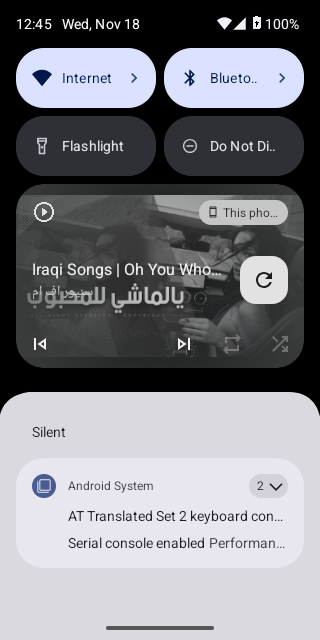 12:45 Wed, Nov 18 100%
Internet
Blueto..
Flashlight
Do Not Di..
This pho…
Iraqi Songs | Oh You Who…
يالماشي للمحبوب
Silent
Android System 2
AT Translated Set 2 keyboard con…
Serial console enabled Performan…